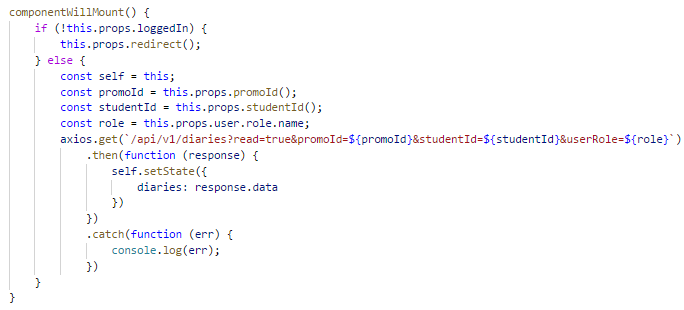 componentWillMount() {
    if (!this.props.loggedIn) {
        this.props.redirect();
    } else {
        const self = this;
        const promoId = this.props.promoId();
        const studentId = this.props.studentId();
        const role = this.props.user.role.name;
        axios.get(`/api/v1/diaries?read=true&promoId=${promoId}&studentId=${studentId}&userRole=${role}`)
            .then(function (response) {
                self.setState({
                    diaries: response.data
                })
            })
            .catch(function (err) {
                console.log(err);
            })
    }
}